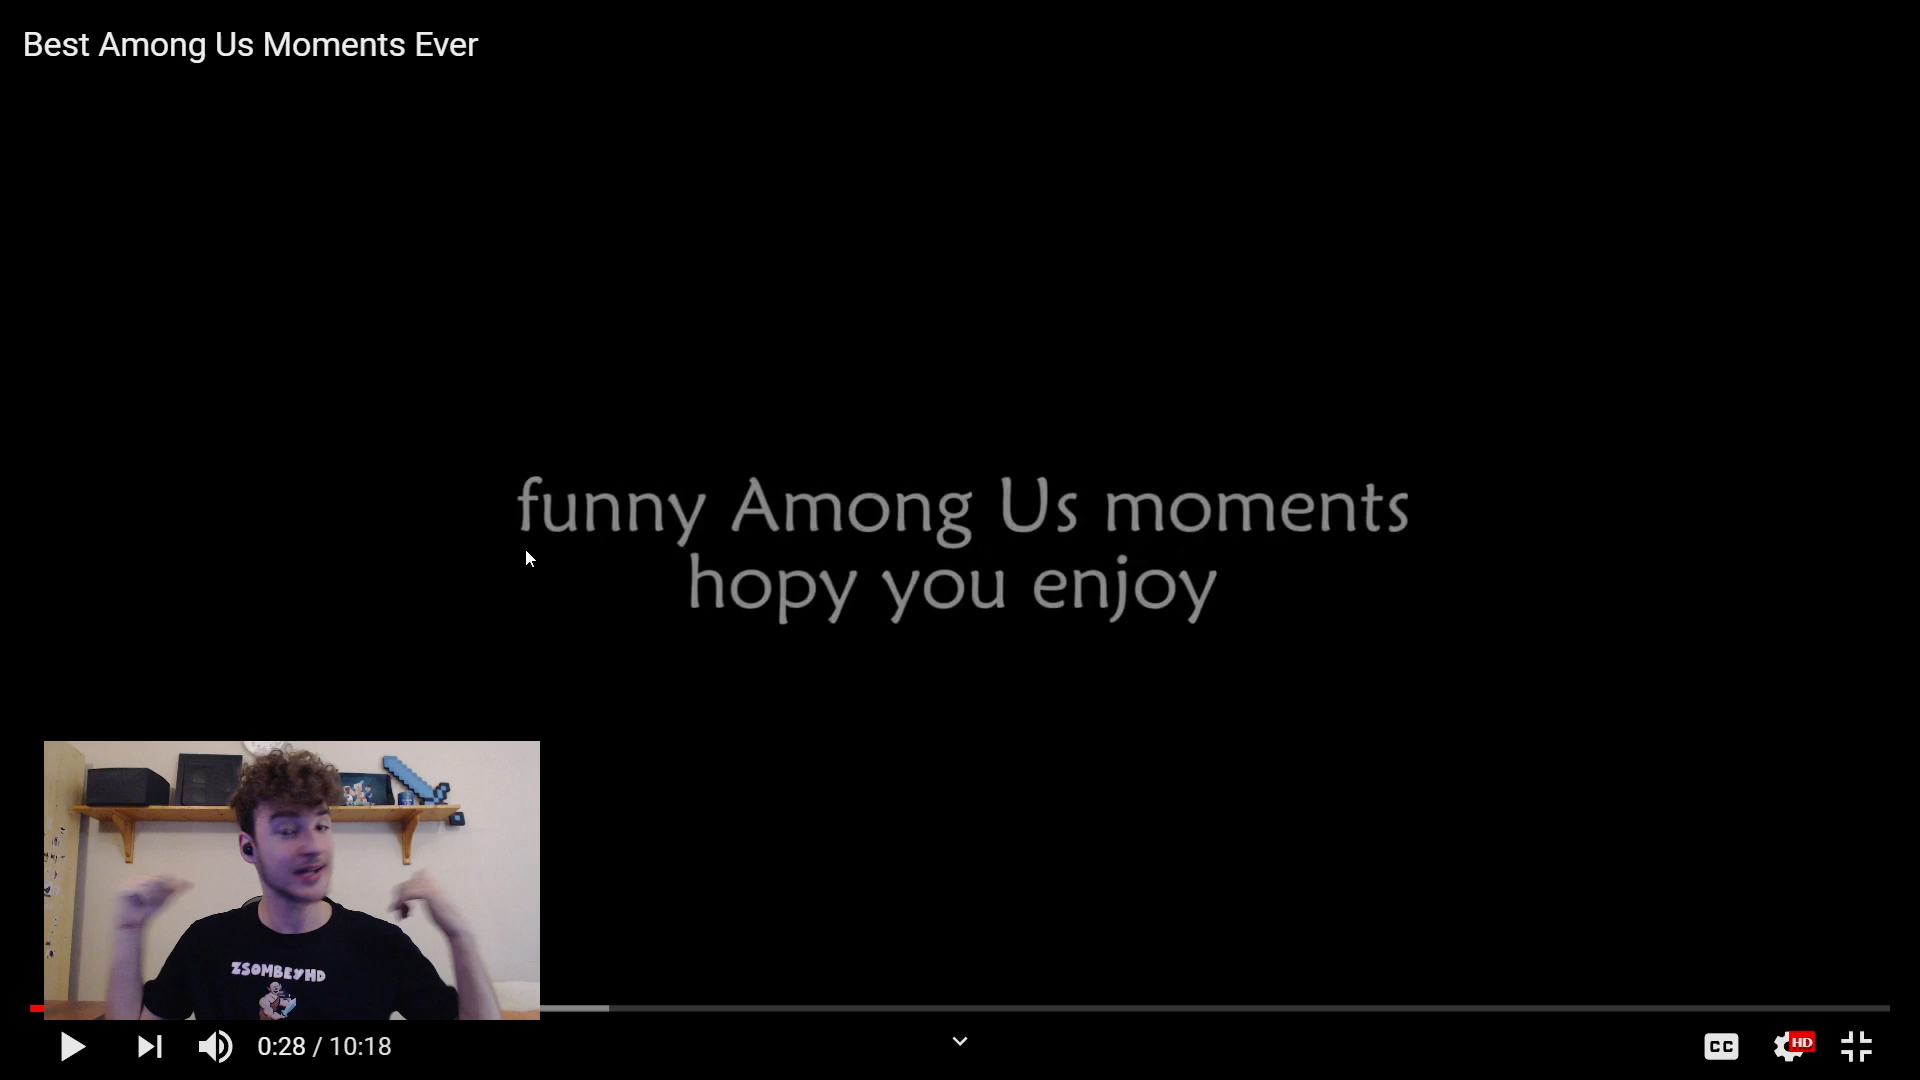 Best Among Us Moments Ever
funny Among Us moments
hopy you enjoy
ZSOMBEYHD
0:28 / 10:18
CC
HD